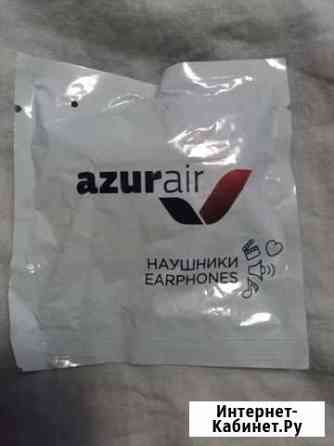 azurair
НАУШНИКИ
EARPHONES
Интернет-
Кабинет.Ру